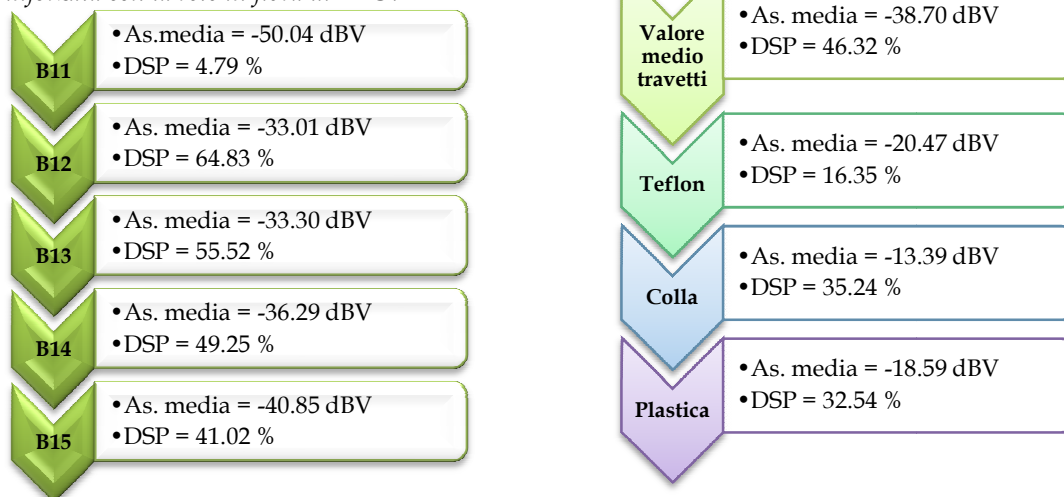 B11
•As.media = -50.04 dBV
•DSP = 4.79 %
B12
•As. media = -33.01 dBV
•DSP = 64.83 %
B13
•As. media = -33.30 dBV
•DSP = 55.52 %
B14
•As. media = -36.29 dBV
•DSP = 49.25 %
B15
•As. media = -40.85 dBV
•DSP = 41.02 %
Valore
medio
travetti
•As. media = -38.70 dBV
•DSP = 46.32 %
Teflon
•As. media = -20.47 dBV
•DSP = 16.35 %
Colla
•As. media = -13.39 dBV
•DSP = 35.24 %
Plastica
•As. media = -18.59 dBV
•DSP = 32.54 %